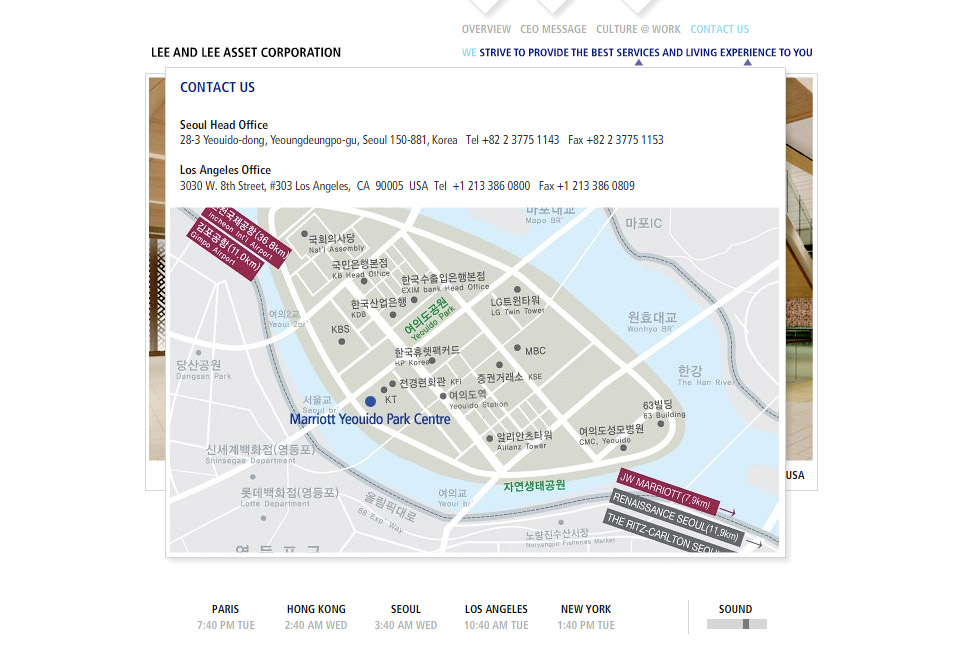 OVERVIEW CEO MESSAGE CULTURE @ WORK CONTACT US
LEE AND LEE ASSET CORPORATION
WE STRIVE TO PROVIDE THE BEST SERVICES AND LIVING EXPERIENCE TO YOU
CONTACT US
Seoul Head Office
28-3 Yeouido-dong, Yeoungdeungpo-gu, Seoul 150-881, Korea Tel +82 2 3775 1143 Fax +82 2 3775 1153
Los Angeles Office
3030 W. 8th Street, #303 Los Angeles, CA 90005 USA Tel +1 213 386 0800 Fax +1 213 386 0809
천국제공항(36,8km)
Incheon Int'l Airport
김포공항(11,0km)
Gimpo Airport
마포대교
Mapo BR'
마포IC
국회의사당
Nat'l Assembly
국민은행본점
KB Head Office
한국수출입은행본점
EXIM bank Head Office
한국산업은행
KDB
여의도공원
Yeouido Park
LG트윈타워
LG Twin Tower
여의2교
Yeoui 2br
KBS
원효대교
Wonhyo BR'
한국휴렛팩커드
HP Korea
MBC
당산공원
Dangsan Park
전경련회관 KFI
증권거래소 KSE
한강
The Han River
KT
여의도역
Yeouido Station
서울교
Seoul br
Marriott Yeouido Park Centre
63빌딩
63 Building
알리안츠타워
Allianz Tower
여의도성모병원
CMC, Yeouido
신세계백화점(영등포)
Shinsegae Department
자연생태공원
롯데백화점(영등포)
Lotte Department
올림픽대로
88 Exp' Way
여의교
Yeoui br
JW MARRIOTT(7,9km)
RENAISSANCE SEOUL(11,9km)
THE RITZ-CARLTON SEOUL
노량진수산시장
Noryangjin Fisheries Market
영등포구
USA
PARIS HONG KONG SEOUL LOS ANGELES NEW YORK SOUND
7:40 PM TUE 2:40 AM WED 3:40 AM WED 10:40 AM TUE 1:40 PM TUE